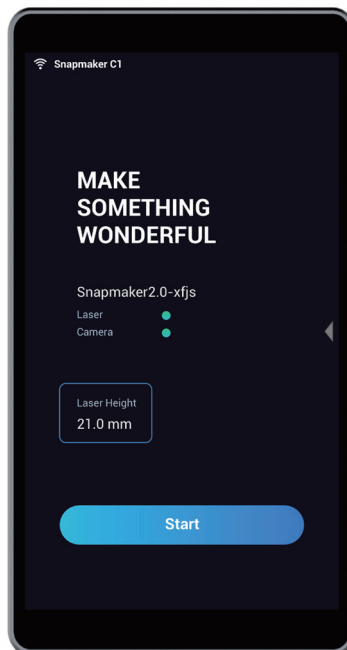 Snapmaker C1
MAKE
SOMETHING
WONDERFUL
Snapmaker2.0-xfjs
Laser
Camera
Laser Height
21.0 mm
Start